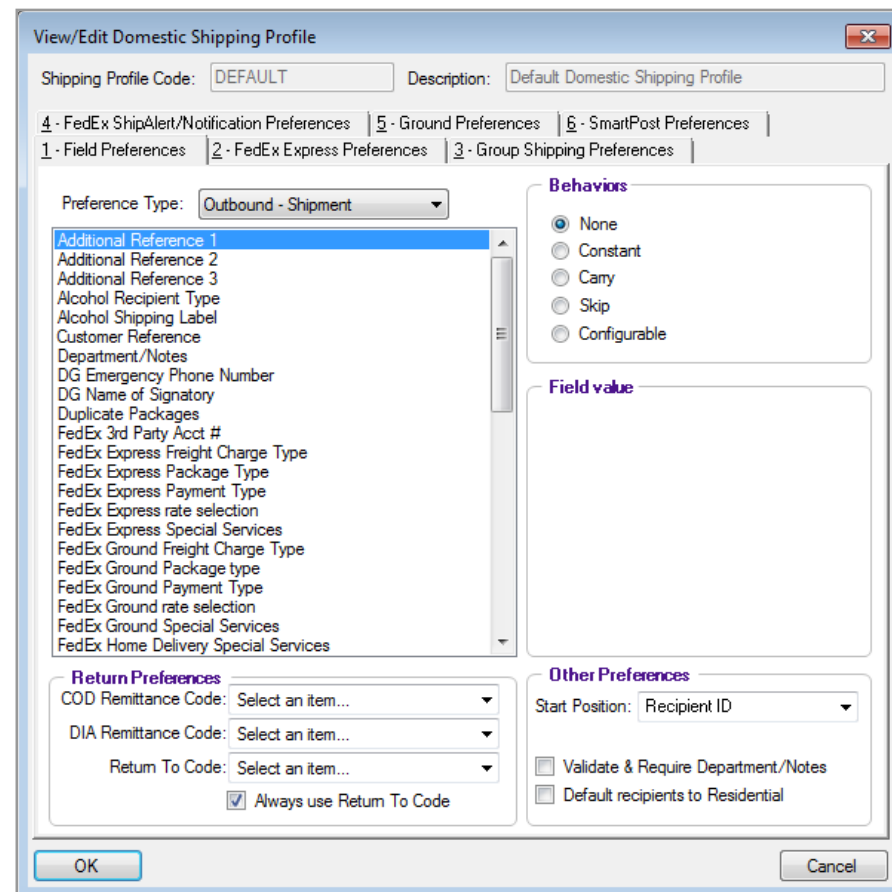 View/Edit Domestic Shipping Profile
Shipping Profile Code: DEFAULT Description: Default Domestic Shipping Profile
4 - FedEx ShipAlert/Notification Preferences 5 - Ground Preferences 6 - SmartPost Preferences
1 - Field Preferences 2 - FedEx Express Preferences 3 - Group Shipping Preferences
Preference Type: Outbound - Shipment
Additional Reference 1
Additional Reference 2
Additional Reference 3
Alcohol Recipient Type
Alcohol Shipping Label
Customer Reference
Department/Notes
DG Emergency Phone Number
DG Name of Signatory
Duplicate Packages
FedEx 3rd Party Acct #
FedEx Express Freight Charge Type
FedEx Express Package Type
FedEx Express Payment Type
FedEx Express rate selection
FedEx Express Special Services
FedEx Ground Freight Charge Type
FedEx Ground Package type
FedEx Ground Payment Type
FedEx Ground rate selection
FedEx Ground Special Services
FedEx Home Delivery Special Services
Behaviors
None
Constant
Carry
Skip
Configurable
Field value
Return Preferences
COD Remittance Code: Select an item...
DIA Remittance Code: Select an item...
Return To Code: Select an item...
Always use Return To Code
Other Preferences
Start Position: Recipient ID
Validate & Require Department/Notes
Default recipients to Residential
OK Cancel